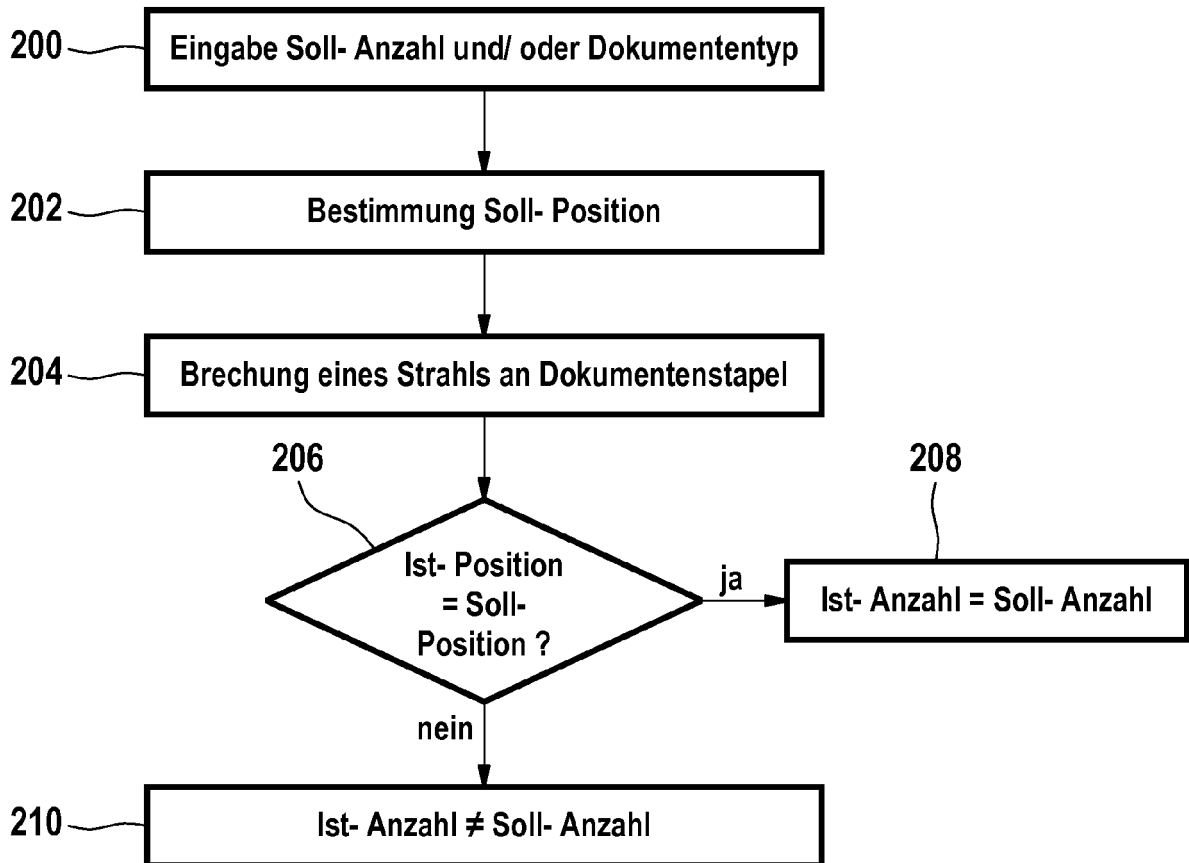 200
Eingabe Soll- Anzahl und/ oder Dokumententyp
202
Bestimmung Soll- Position
204
Brechung eines Strahls an Dokumentenstapel
206
208
Ist- Position
= Soll-
Position ?
ja
Ist- Anzahl = Soll- Anzahl
nein
210
Ist- Anzahl ≠ Soll- Anzahl